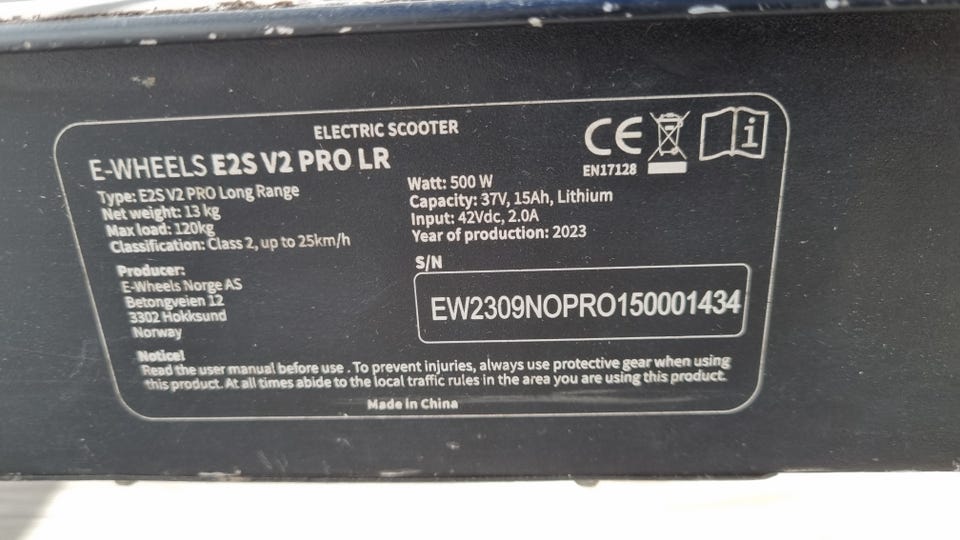 ELECTRIC SCOOTER
E-WHEELS E2S V2 PRO LR
Type: E2S V2 PRO Long Range
Net weight: 13 kg
Max load: 120kg
Classification: Class 2, up to 25km/h
Watt: 500 W
Capacity: 37V, 15Ah, Lithium
Input: 42Vdc, 2.0A
Year of production: 2023
CE
EN17128
i
Producer:
E-Wheels Norge AS
Betongveien 12
3302 Hokksund
Norway
S/N
EW2309NOPRO150001434
Notice!
Read the user manual before use . To prevent injuries, always use protective gear when using
this product. At all times abide to the local traffic rules in the area you are using this product.
Made in China